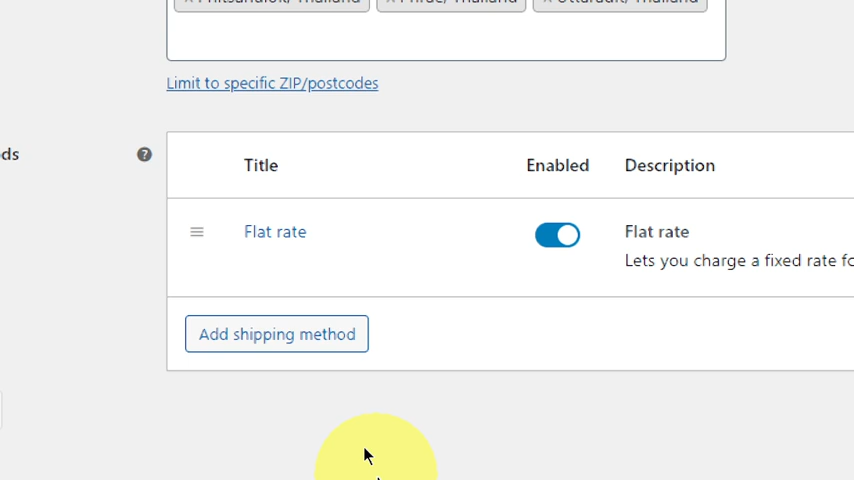 Limit to specific ZIP/postcodes
ds
Title Enabled Description
Flat rate Flat rate
Lets you charge a fixed rate fo
Add shipping method